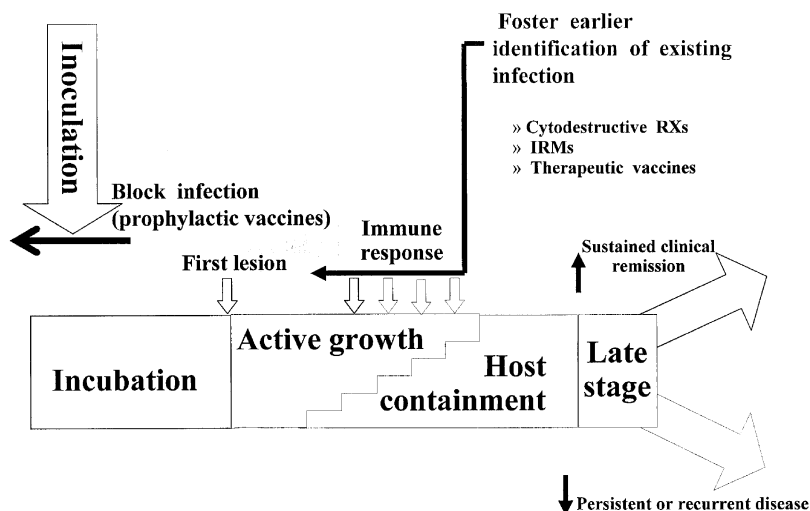 Inoculation
Foster earlier
identification of existing
infection
» Cytodestructive RXs
» IRMs
» Therapeutic vaccines
Block infection
(prophylactic vaccines)
Immune
response
First lesion
Sustained clinical
remission
Incubation
Active growth
Host
containment
Late
stage
Persistent or recurrent disease